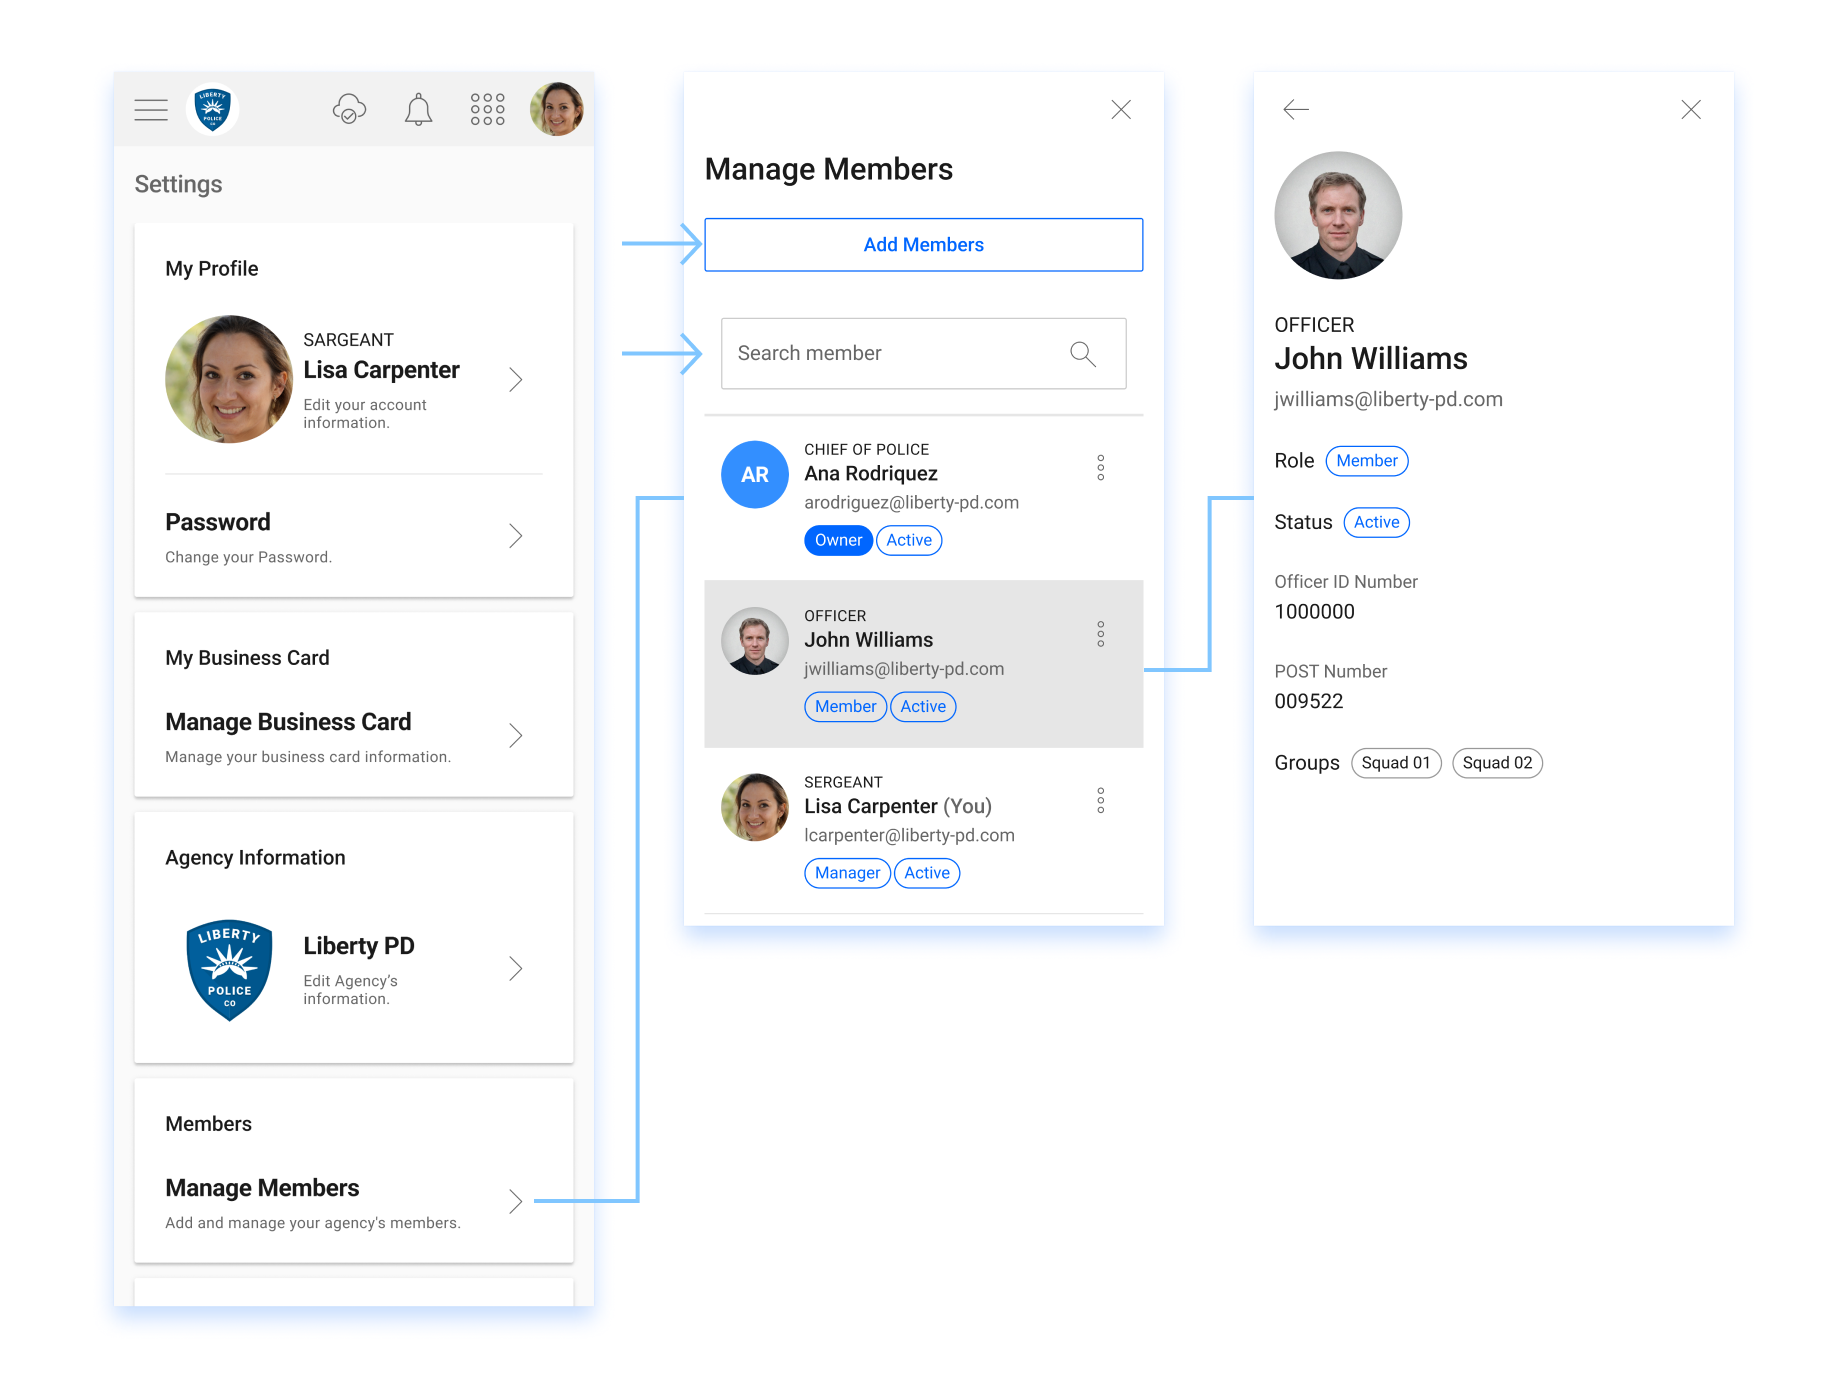 LIBERTY
POLICE
CO
Settings
My Profile
SARGEANT
Lisa Carpenter
Edit your account
information.
Password
Change your Password.
My Business Card
Manage Business Card
Manage your business card information.
Agency Information
LIBERTY
POLICE
CO
Liberty PD
Edit Agency’s
information.
Members
Manage Members
Add and manage your agency's members.
Manage Members
Add Members
Search member
AR
CHIEF OF POLICE
Ana Rodriquez
arodriguez@liberty-pd.com
Owner Active
OFFICER
John Williams
jwilliams@liberty-pd.com
Member Active
SERGEANT
Lisa Carpenter (You)
lcarpenter@liberty-pd.com
Manager Active
OFFICER
John Williams
jwilliams@liberty-pd.com
Role Member
Status Active
Officer ID Number
1000000
POST Number
009522
Groups Squad 01 Squad 02